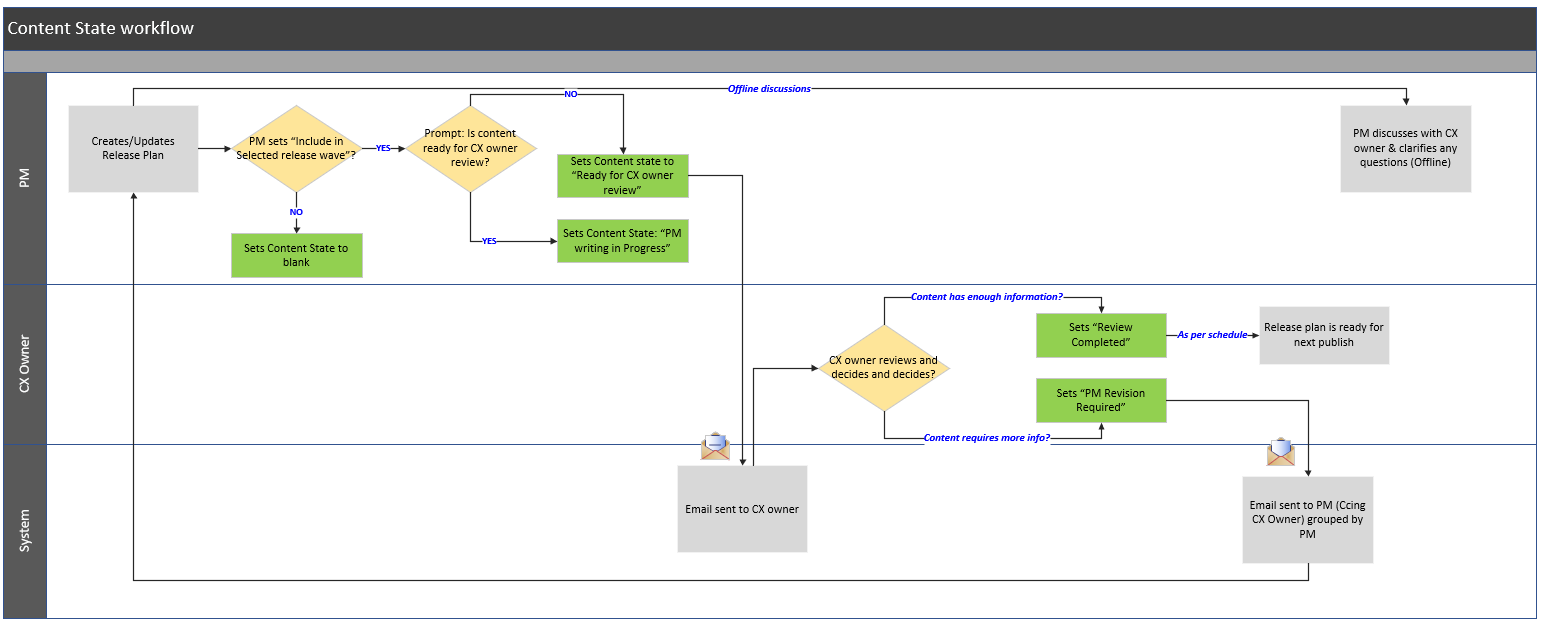 Content State workflow
PM
Offline discussions
NO
Creates/Updates
Release Plan
PM sets “Include in
Selected release wave”?
YES
Prompt: Is content
ready for CX owner
review?
Sets Content state to
“Ready for CX owner
review”
PM discusses with CX
owner & clarifies any
questions (Offline)
NO
Sets Content State to
blank
YES
Sets Content State: “PM
writing in Progress”
CX Owner
Content has enough information?
CX owner reviews and
decides and decides?
Sets “Review
Completed”
As per schedule
Release plan is ready for
next publish
Sets “PM Revision
Required”
Content requires more info?
System
Email sent to CX owner
Email sent to PM (Ccing
CX Owner) grouped by
PM